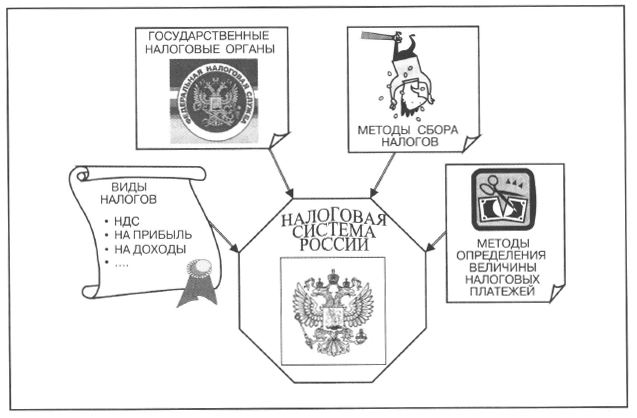 ГОСУДАРСТВЕННЫЕ
НАЛОГОВЫЕ ОРГАНЫ
ФЕДЕРАЛЬНАЯ НАЛОГОВАЯ СЛУЖБА
МЕТОДЫ СБОРА
НАЛОГОВ
ВИДЫ
НАЛОГОВ
• НДС
• НА ПРИБЫЛЬ
• НА ДОХОДЫ
• ....
НАЛОГОВАЯ
СИСТЕМА
РОССИИ
МЕТОДЫ
ОПРЕДЕЛЕНИЯ
ВЕЛИЧИНЫ
НАЛОГОВЫХ
ПЛАТЕЖЕЙ